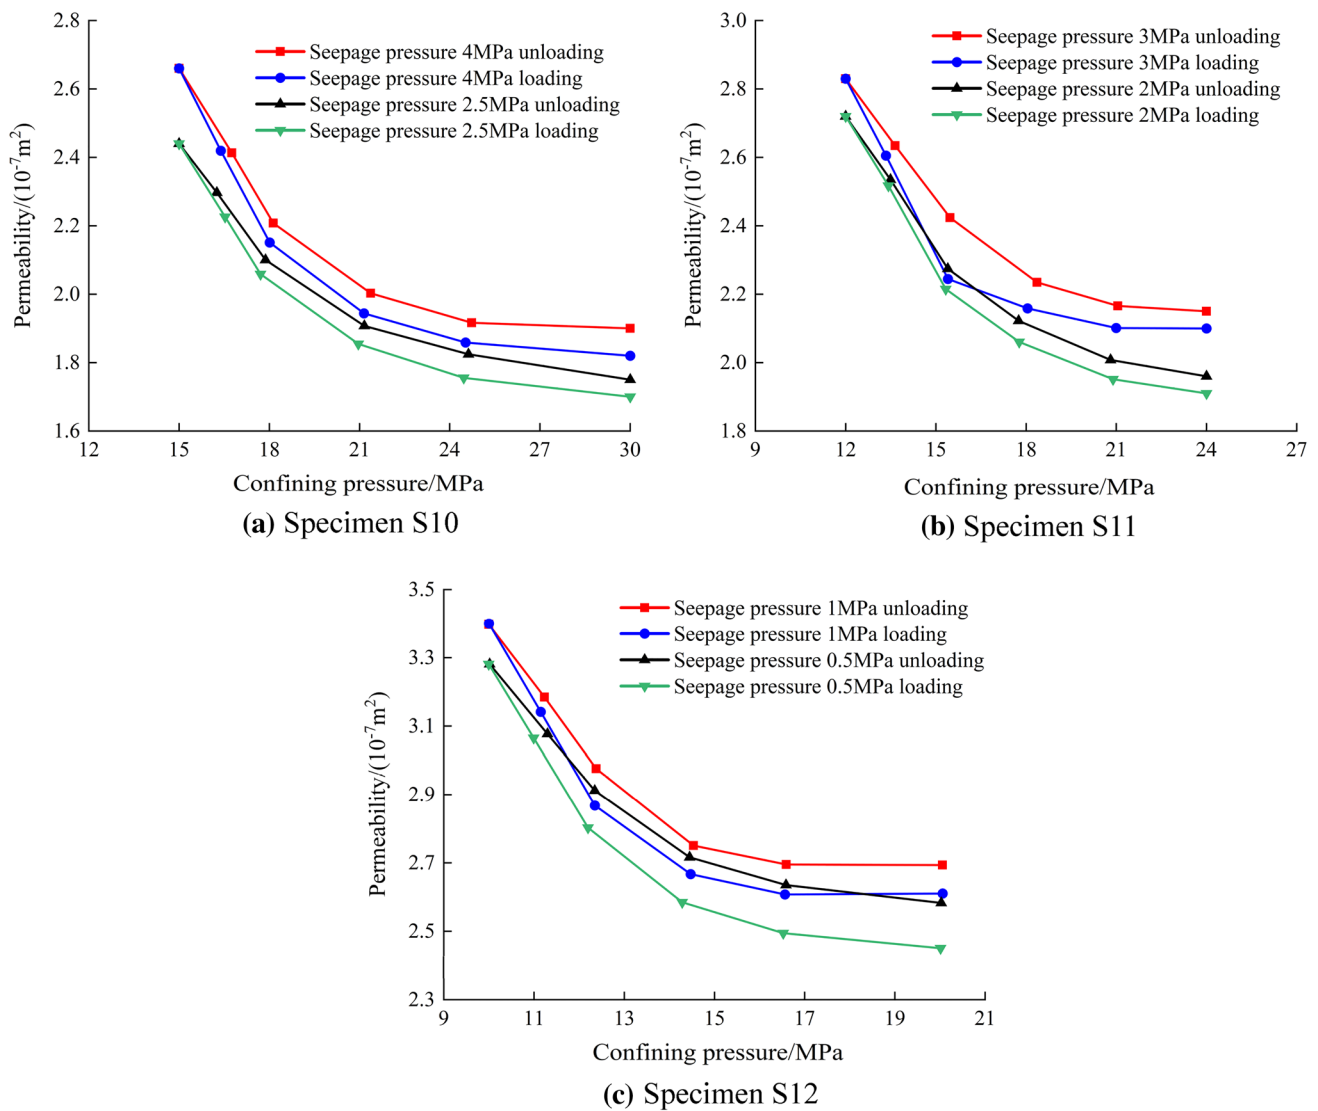 2.8
2.6
2.4
2.2
2.0
1.8
1.6
Permeability/(10⁻⁷m²)
Seepage pressure 4MPa unloading
Seepage pressure 4MPa loading
Seepage pressure 2.5MPa unloading
Seepage pressure 2.5MPa loading
12 15 18 21 24 27 30
Confining pressure/MPa
(a) Specimen S10
3.0
2.8
2.6
2.4
2.2
2.0
1.8
Permeability/(10⁻⁷m²)
Seepage pressure 3MPa unloading
Seepage pressure 3MPa loading
Seepage pressure 2MPa unloading
Seepage pressure 2MPa loading
9 12 15 18 21 24 27
Confining pressure/MPa
(b) Specimen S11
3.5
3.3
3.1
2.9
2.7
2.5
2.3
Permeability/(10⁻⁷m²)
Seepage pressure 1MPa unloading
Seepage pressure 1MPa loading
Seepage pressure 0.5MPa unloading
Seepage pressure 0.5MPa loading
9 11 13 15 17 19 21
Confining pressure/MPa
(c) Specimen S12